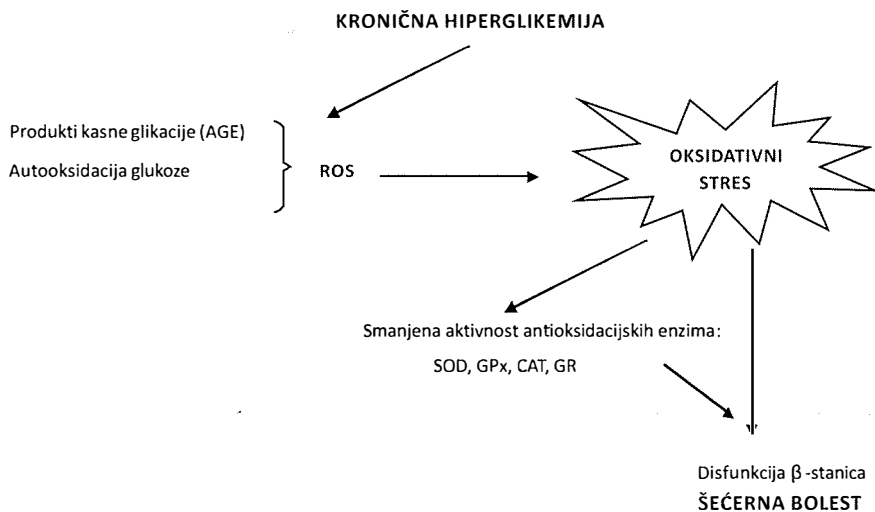 KRONIČNA HIPERGLIKEMIJA
Produkti kasne glikacije (AGE)
Autooksidacija glukoze
ROS
OKSIDATIVNI
STRES
Smanjena aktivnost antioksidacijskih enzima:
SOD, GPx, CAT, GR
Disfunkcija β -stanica
ŠEĆERNA BOLEST